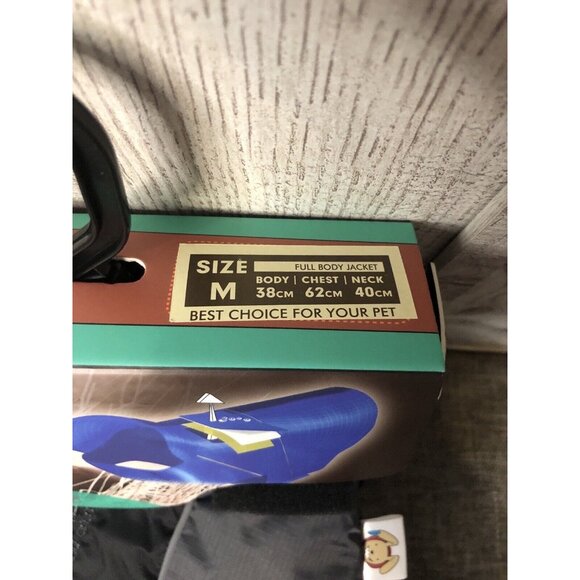 SIZE
FULL BODY JACKET
M
BODY | CHEST | NECK
38CM 62CM 40CM
BEST CHOICE FOR YOUR PET